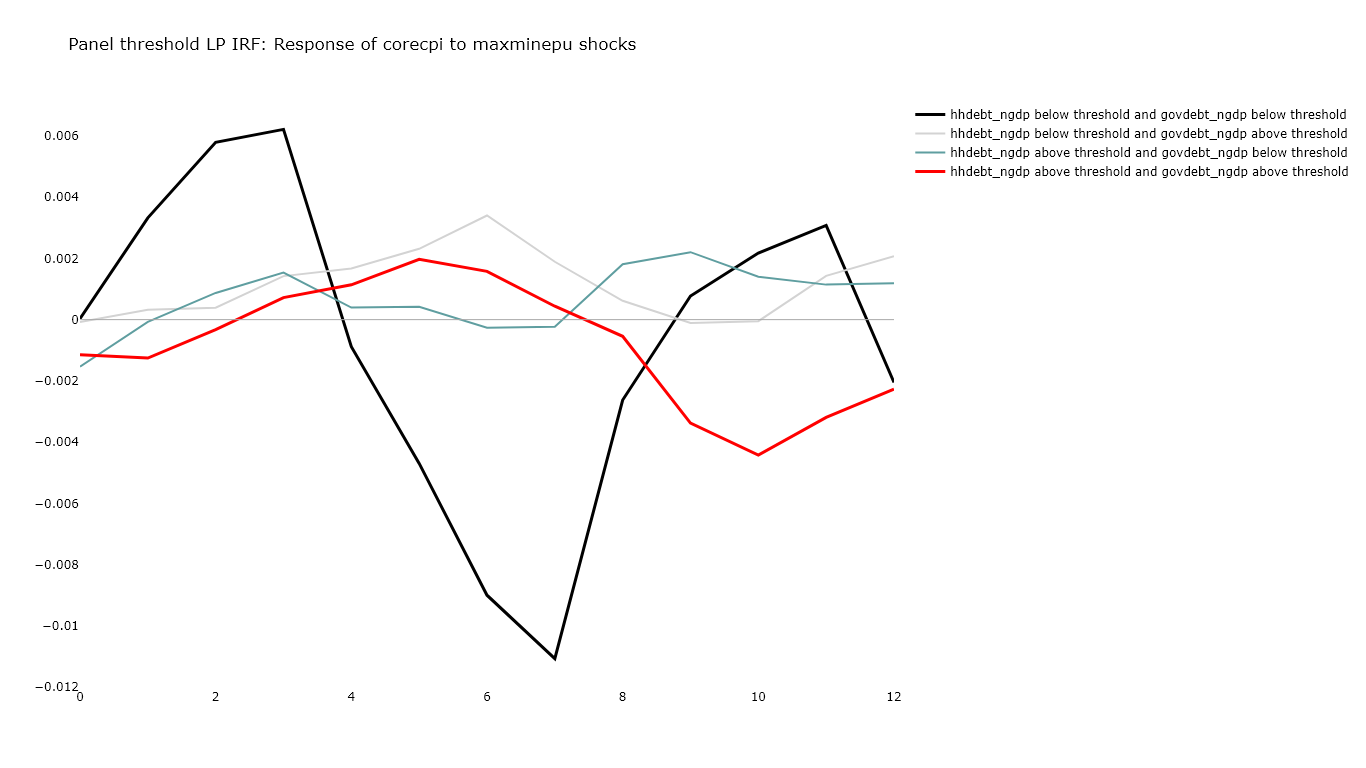 Panel threshold LP IRF: Response of corecpi to maxminepu shocks
hhdebt_ngdp below threshold and govdebt_ngdp below threshold
hhdebt_ngdp below threshold and govdebt_ngdp above threshold
hhdebt_ngdp above threshold and govdebt_ngdp below threshold
hhdebt_ngdp above threshold and govdebt_ngdp above threshold
0.006
0.004
0.002
0
−0.002
−0.004
−0.006
−0.008
−0.01
−0.012
0 2 4 6 8 10 12